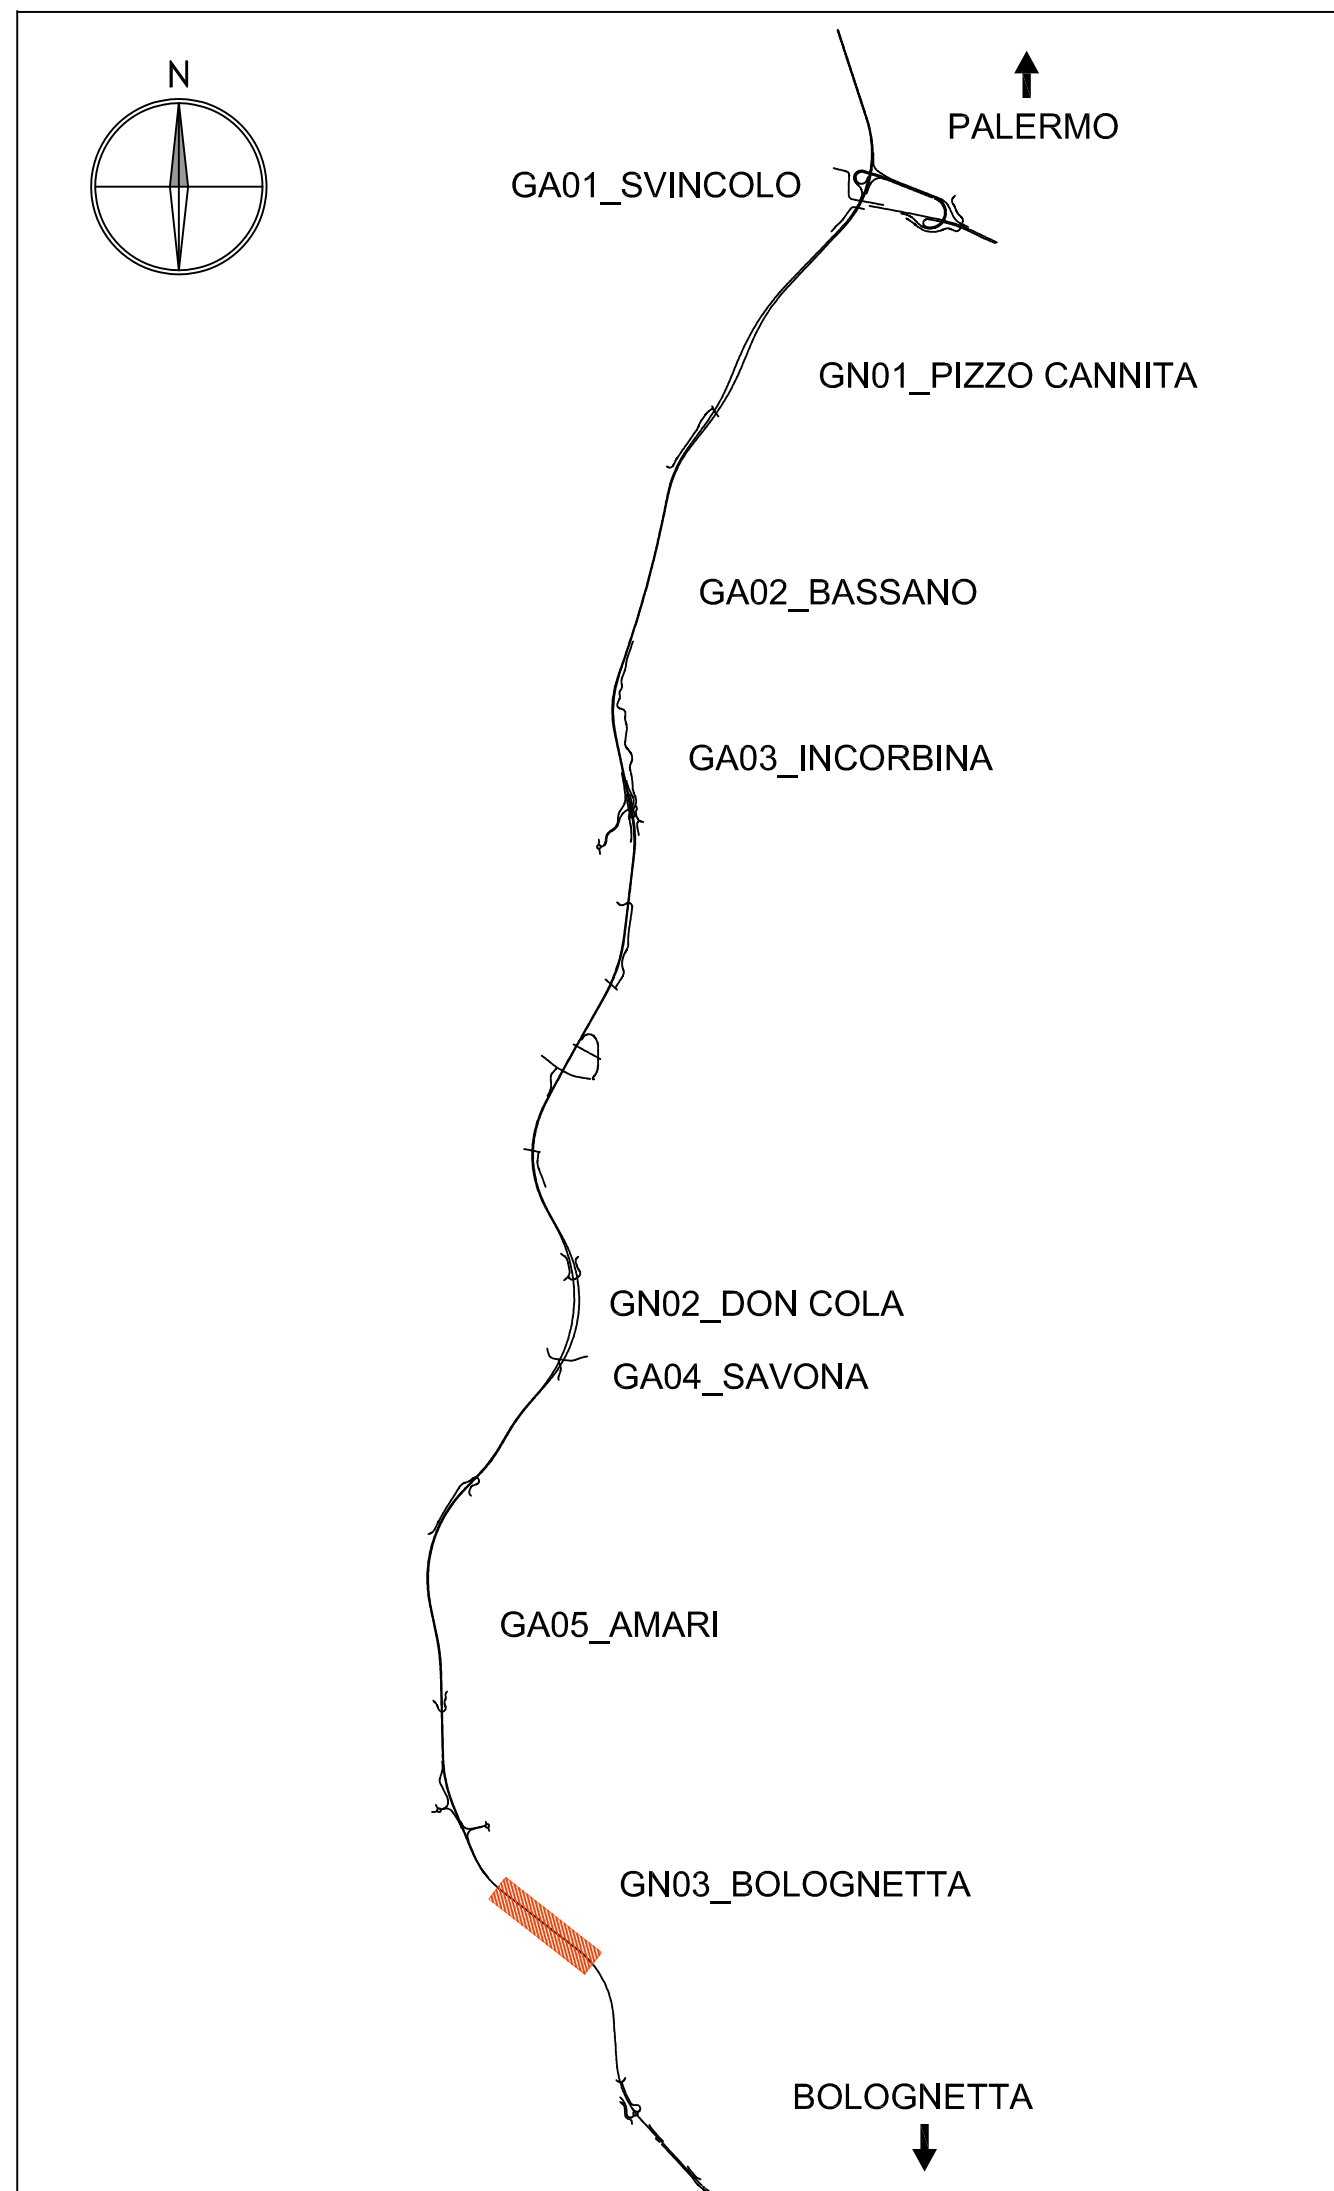 N
PALERMO
GA01_SVINCOLO
GN01_PIZZO CANNITA
GA02_BASSANO
GA03_INCORBINA
GN02_DON COLA
GA04_SAVONA
GA05_AMARI
GN03_BOLOGNETTA
BOLOGNETTA